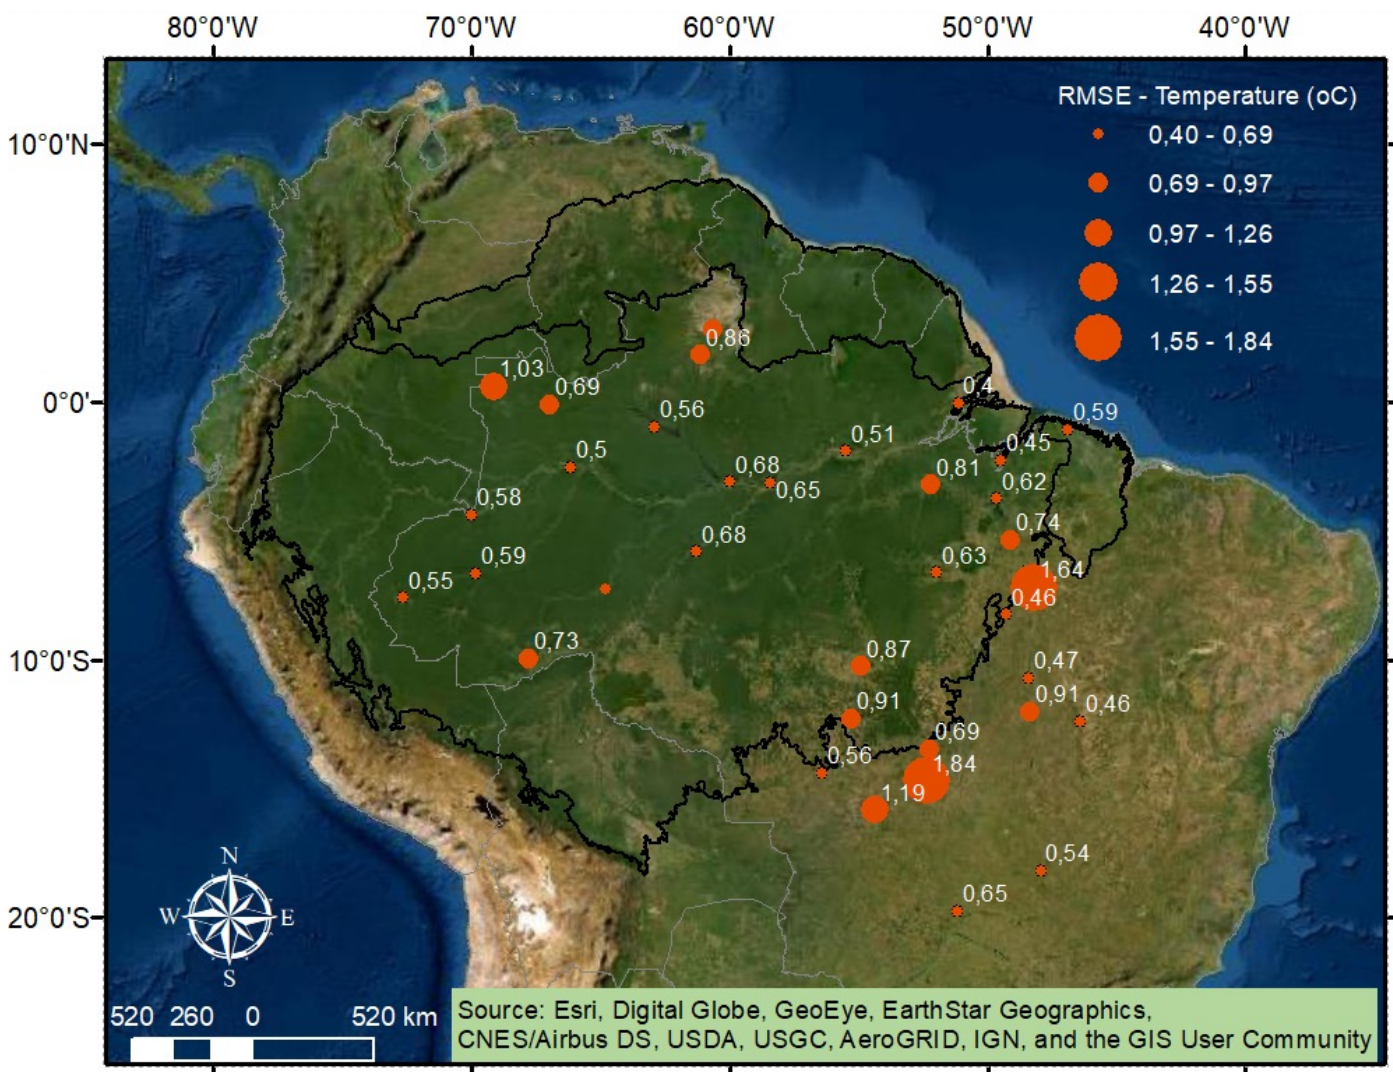 80°0'W 70°0'W 60°0'W 50°0'W 40°0'W
RMSE - Temperature (oC)
0,40 - 0,69
10°0'N
0,69 - 0,97
0,97 - 1,26
1,26 - 1,55
1,55 - 1,84
0,86
1,03
0,69
0,4
0°0'
0,56
0,59
0,51
0,45
0,5
0,68
0,65
0,81
0,62
0,58
0,74
0,68
0,59
0,63
0,55
1,64
0,46
0,73
0,87
10°0'S
0,47
0,91
0,91
0,46
0,69
0,56
1,84
1,19
0,54
N
0,65
W E
20°0'S
S
520 260 0 520 km
Source: Esri, Digital Globe, GeoEye, EarthStar Geographics,
CNES/Airbus DS, USDA, USGC, AeroGRID, IGN, and the GIS User Community